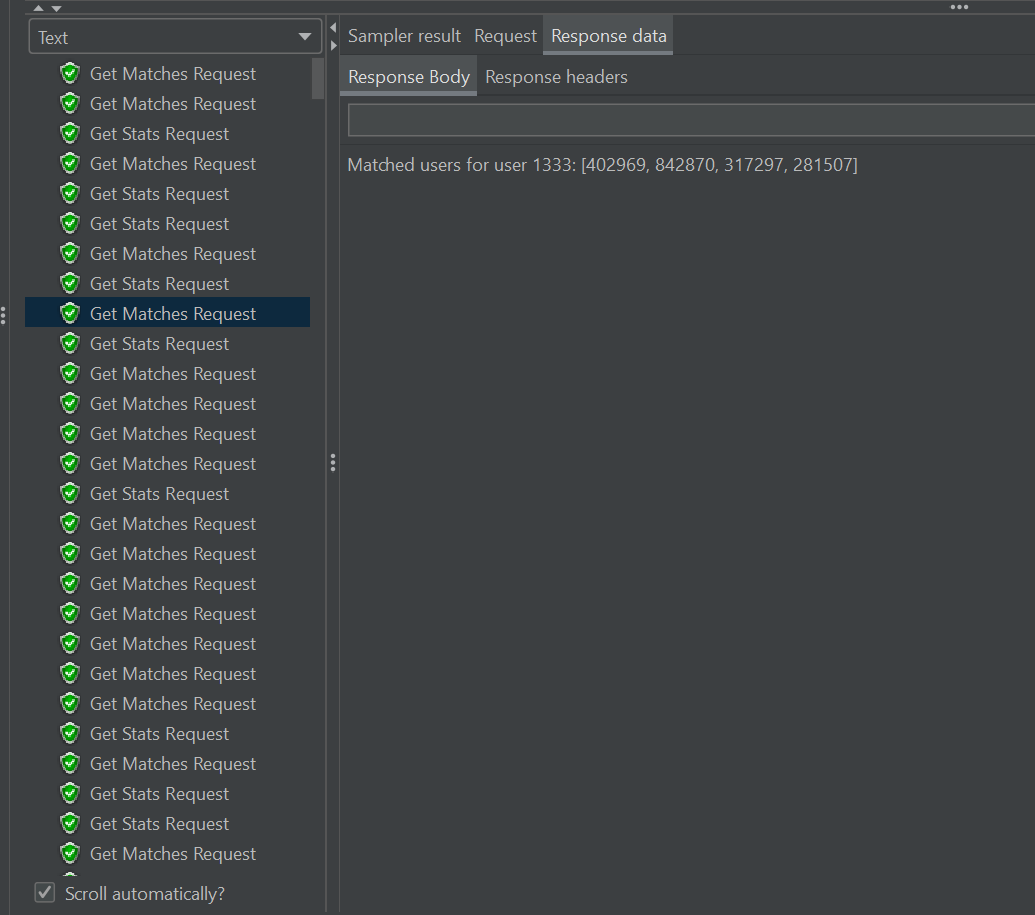 Text
Get Matches Request
Get Matches Request
Get Stats Request
Get Matches Request
Get Stats Request
Get Stats Request
Get Matches Request
Get Stats Request
Get Matches Request
Get Stats Request
Get Matches Request
Get Matches Request
Get Matches Request
Get Matches Request
Get Stats Request
Get Matches Request
Get Matches Request
Get Matches Request
Get Matches Request
Get Matches Request
Get Matches Request
Get Matches Request
Get Stats Request
Get Matches Request
Get Stats Request
Get Stats Request
Get Matches Request
Scroll automatically?
Sampler result Request Response data
Response Body Response headers
Matched users for user 1333: [402969, 842870, 317297, 281507]